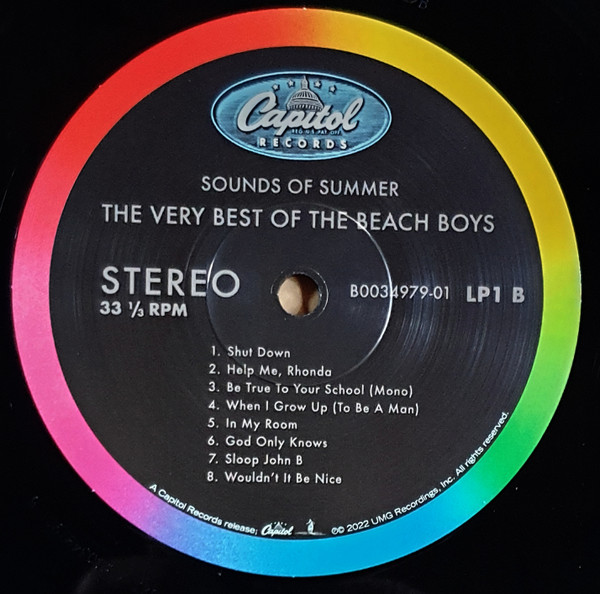 Capitol
REG. U.S. PAT. OFF.
RECORDS
SOUNDS OF SUMMER
THE VERY BEST OF THE BEACH BOYS
STEREO
33 ⅓ RPM
B0034979-01 LP1 B
1. Shut Down
2. Help Me, Rhonda
3. Be True To Your School (Mono)
4. When I Grow Up (To Be A Man)
5. In My Room
6. God Only Knows
7. Sloop John B
8. Wouldn't It Be Nice
A Capitol Records release; Capitol ℗© 2022 UMG Recordings, Inc. All rights reserved.